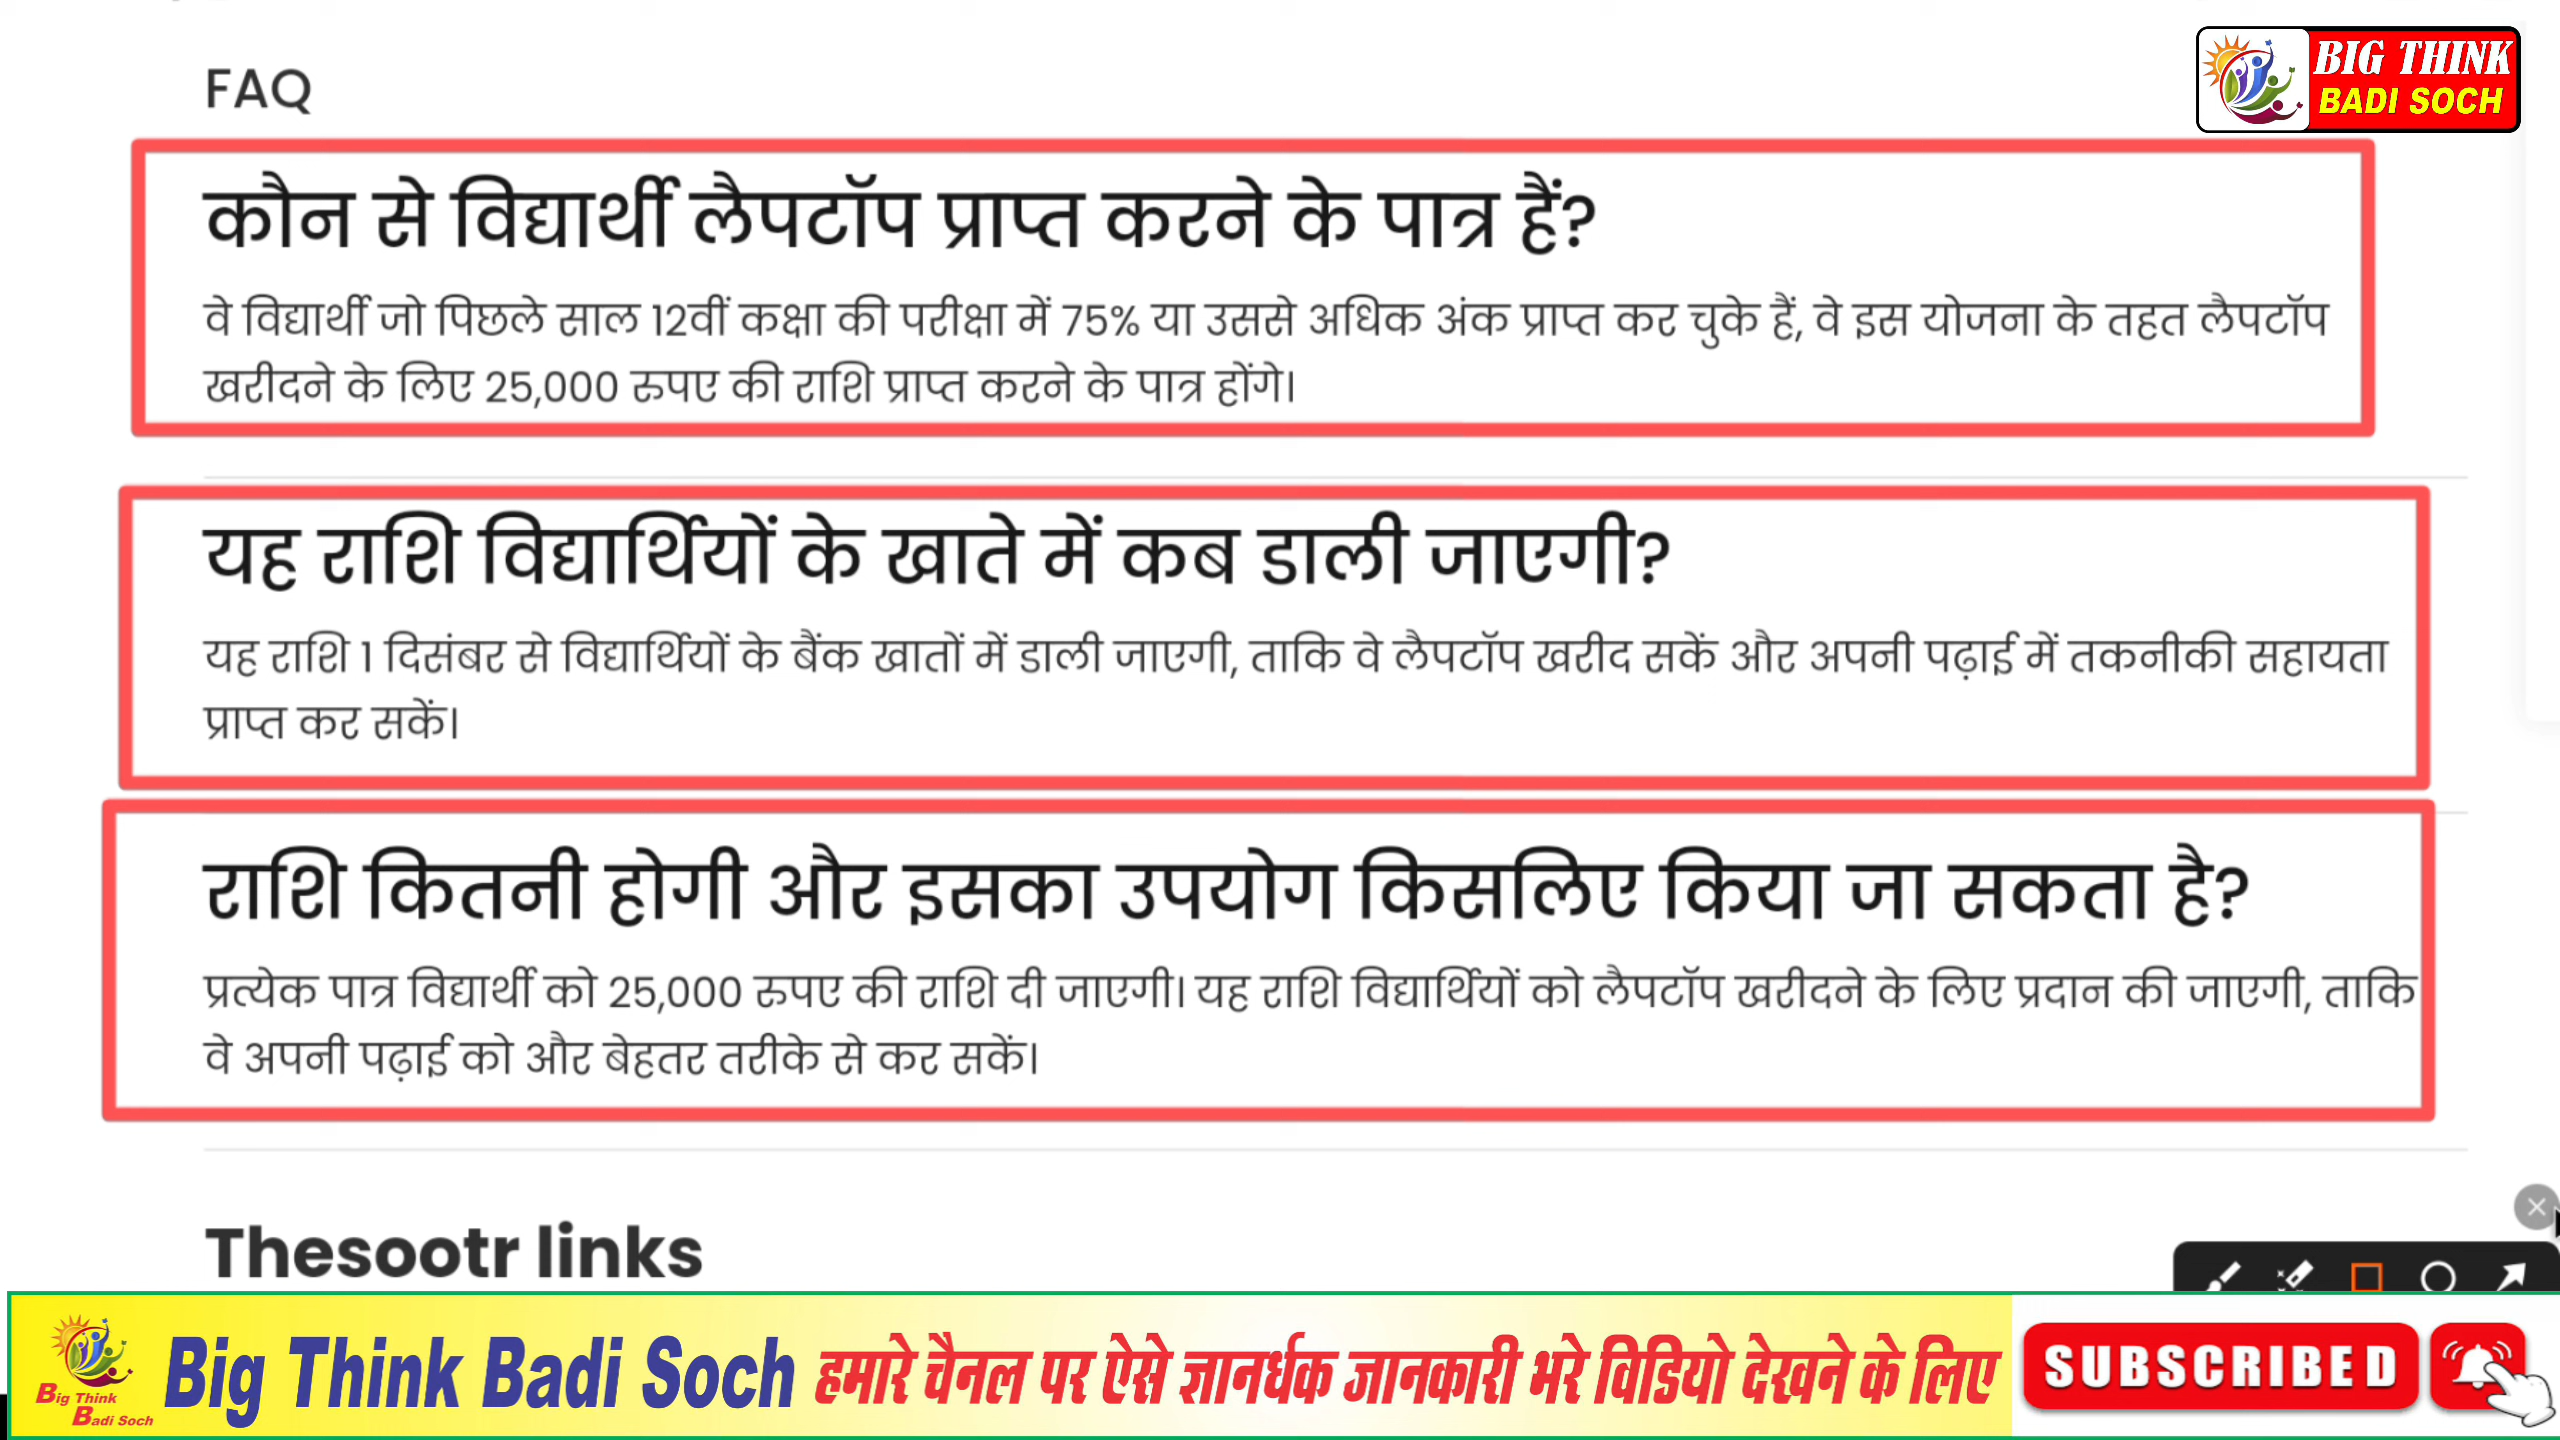 FAQ
BIG THINK
BADI SOCH
कौन से विद्यार्थी लैपटॉप प्राप्त करने के पात्र हैं?
वे विद्यार्थी जो पिछले साल 12वीं कक्षा की परीक्षा में 75% या उससे अधिक अंक प्राप्त कर चुके हैं, वे इस योजना के तहत लैपटॉप
खरीदने के लिए 25,000 रुपए की राशि प्राप्त करने के पात्र होंगे।
यह राशि विद्यार्थियों के खाते में कब डाली जाएगी?
यह राशि 1 दिसंबर से विद्यार्थियों के बैंक खातों में डाली जाएगी, ताकि वे लैपटॉप खरीद सकें और अपनी पढ़ाई में तकनीकी सहायता
प्राप्त कर सकें।
राशि कितनी होगी और इसका उपयोग किसलिए किया जा सकता है?
प्रत्येक पात्र विद्यार्थी को 25,000 रुपए की राशि दी जाएगी। यह राशि विद्यार्थियों को लैपटॉप खरीदने के लिए प्रदान की जाएगी, ताकि
वे अपनी पढ़ाई को और बेहतर तरीके से कर सकें।
Thesootr links
Big Think
Badi Soch
Big Think Badi Soch हमारे चैनल पर ऐसे ज्ञानर्धक जानकारी भरे विडियो देखने के लिए
SUBSCRIBED